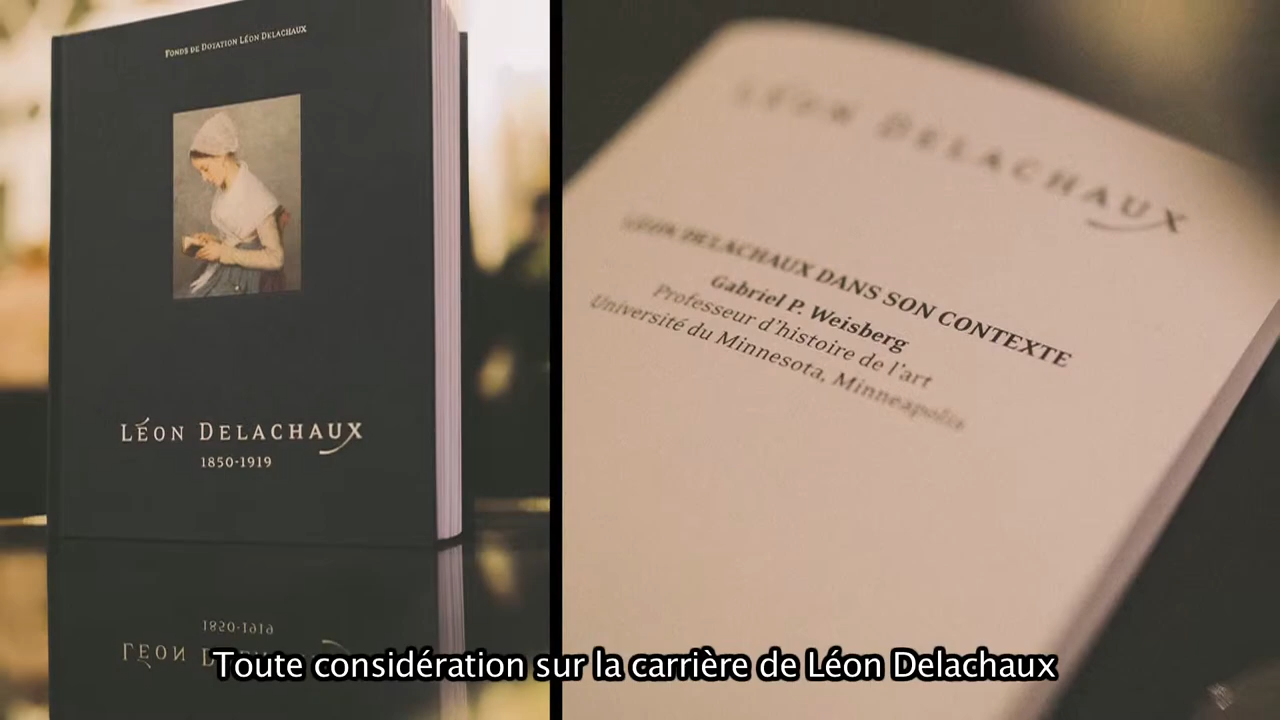 Fonds de Dotation Léon Delachaux
Léon Delachaux
1850-1919
LÉON DELACHAUX
LÉON DELACHAUX DANS SON CONTEXTE
Gabriel P. Weisberg
Professeur d'histoire de l'art
Université du Minnesota, Minneapolis
Toute considération sur la carrière de Léon Delachaux